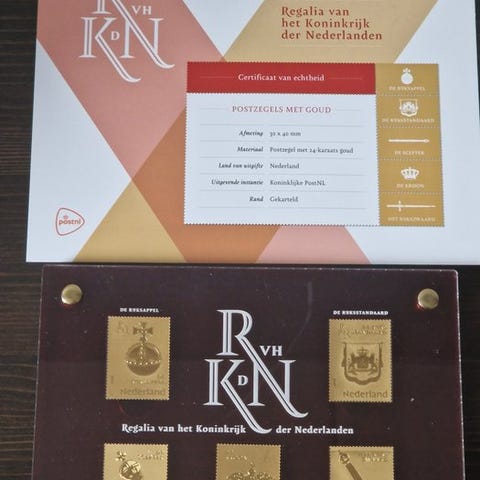 R VH
KDN
Regalia van
het Koninkrijk
der Nederlanden
Certificaat van echtheid
POSTZEGELS MET GOUD
Afmeting 30 x 40 mm
Materiaal Postzegel met 24-karaats goud
Land van uitgifte Nederland
Uitgevende instantie Koninklijke PostNL
Rand Gekarteld
DE RIJKSAPPEL
DE RIJKSSTANDAARD
DE SCEPTER
DE KROON
HET RIJKSZWAARD
postnl
DE RIJKSAPPEL
DE RIJKSSTANDAARD
R VH
KDN
Nederland
Nederland
Regalia van het Koninkrijk der Nederlanden